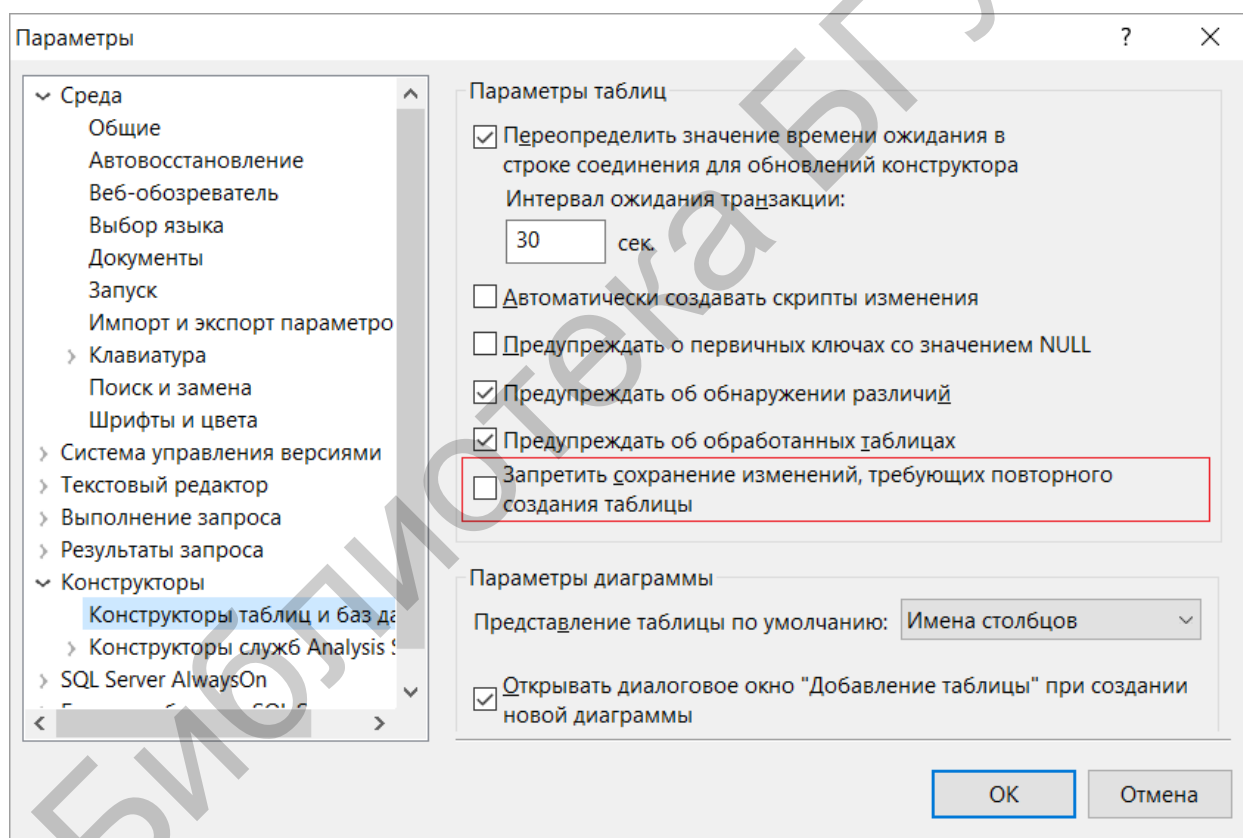 Параметры
?
Среда
Общие
Автовосстановление
Веб-обозреватель
Выбор языка
Документы
Запуск
Импорт и экспорт параметро
Клавиатура
Поиск и замена
Шрифты и цвета
Система управления версиями
Текстовый редактор
Выполнение запроса
Результаты запроса
Конструкторы
Конструкторы таблиц и баз да
Конструкторы служб Analysis S
SQL Server AlwaysOn
Параметры таблиц
Переопределить значение времени ожидания в
строке соединения для обновлений конструктора
Интервал ожидания транзакции:
30 сек.
Автоматически создавать скрипты изменения
Предупреждать о первичных ключах со значением NULL
Предупреждать об обнаружении различий
Предупреждать об обработанных таблицах
Запретить сохранение изменений, требующих повторного
создания таблицы
Параметры диаграммы
Представление таблицы по умолчанию: Имена столбцов
Открывать диалоговое окно "Добавление таблицы" при создании
новой диаграммы
ОК
Отмена
Библиотека БГУ